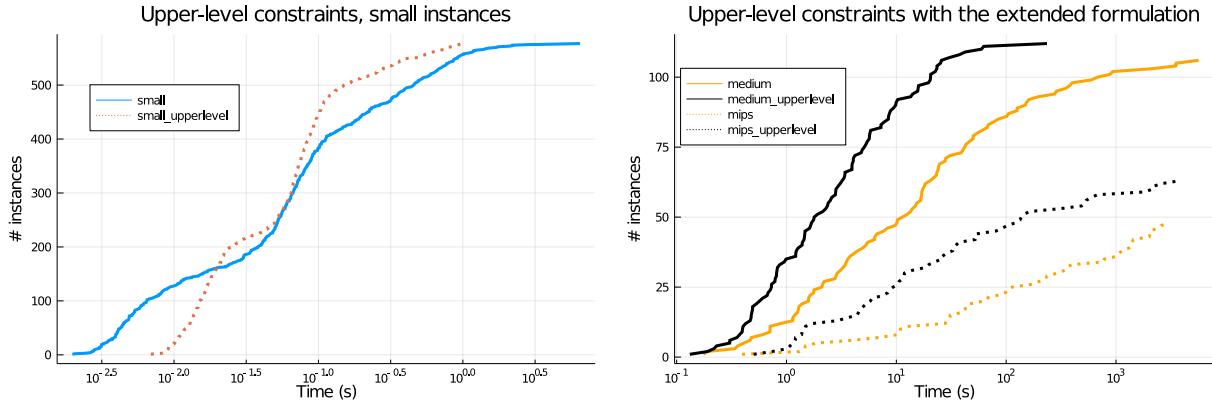 Upper-level constraints, small instances
# instances
500
400
300
200
100
0
small
small_upperlevel
10^-2.5
10^-2.0
10^-1.5
10^-1.0
10^-0.5
10^0.0
10^0.5
Time (s)
Upper-level constraints with the extended formulation
# instances
100
75
50
25
0
medium
medium_upperlevel
mips
mips_upperlevel
10^-1
10^0
10^1
10^2
10^3
Time (s)